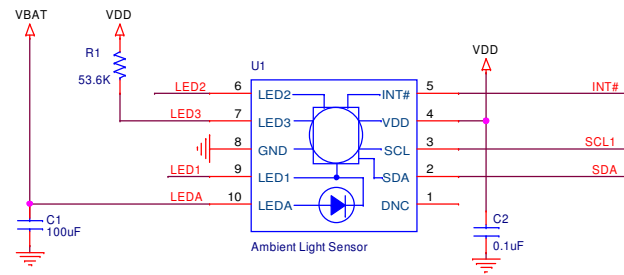 VBAT
VDD
R1
53.6K
U1
VDD
LED2
6
LED2
INT#
5
INT#
LED3
7
LED3
VDD
4
8
GND
SCL
3
SCL1
LED1
9
LED1
SDA
2
SDA
LEDA
10
LEDA
DNC
1
C1
100uF
C2
0.1uF
Ambient Light Sensor